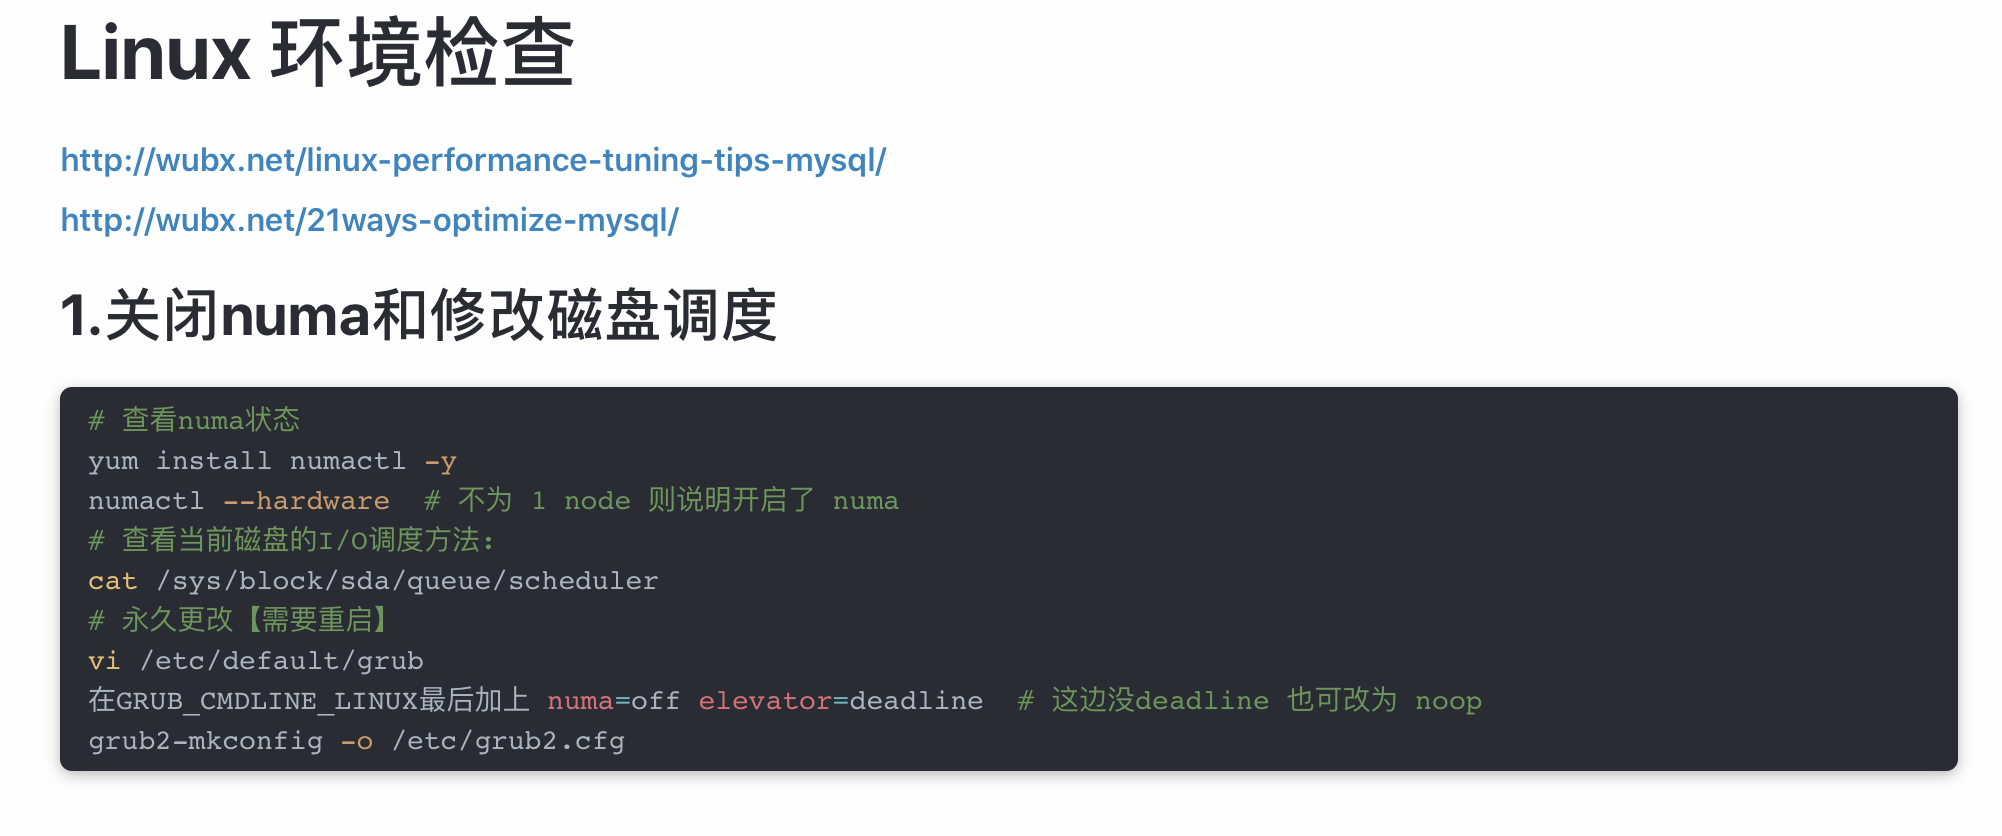 Linux 环境检查
http://wubx.net/linux-performance-tuning-tips-mysql/
http://wubx.net/21ways-optimize-mysql/
1.关闭numa和修改磁盘调度
# 查看numa状态
yum install numactl -y
numactl --hardware  # 不为 1 node 则说明开启了 numa
# 查看当前磁盘的I/O调度方法:
cat /sys/block/sda/queue/scheduler
# 永久更改【需要重启】
vi /etc/default/grub
在GRUB_CMDLINE_LINUX最后加上 numa=off elevator=deadline  # 这边没deadline 也可改为 noop
grub2-mkconfig -o /etc/grub2.cfg